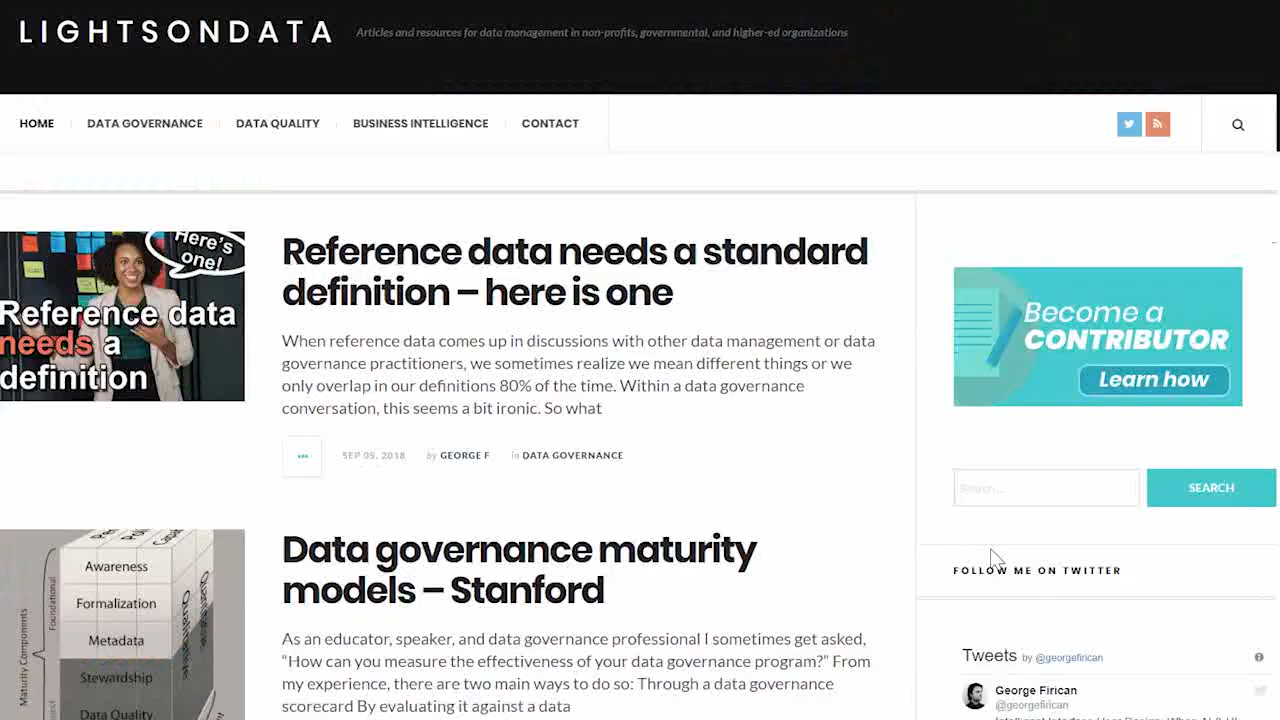 LIGHTSONDATA
Articles and resources for data management in non-profits, governmental, and higher-ed organizations
HOME
DATA GOVERNANCE
DATA QUALITY
BUSINESS INTELLIGENCE
CONTACT
Here's
one!
Reference data
needs a
definition
Reference data needs a standard
definition – here is one
When reference data comes up in discussions with other data management or data
governance practitioners, we sometimes realize we mean different things or we
only overlap in our definitions 80% of the time. Within a data governance
conversation, this seems a bit ironic. So what
SEP 05, 2018 by GEORGE F in DATA GOVERNANCE
Awareness
Formalization
Metadata
Stewardship
Data Quality
Maturity Components
Foundational
Data governance maturity
models – Stanford
As an educator, speaker, and data governance professional I sometimes get asked,
“How can you measure the effectiveness of your data governance program?” From
my experience, there are two main ways to do so: Through a data governance
scorecard By evaluating it against a data
Become a
CONTRIBUTOR
Learn how
Search...
SEARCH
FOLLOW ME ON TWITTER
Tweets by @georgefirican
George Firican
@georgefirican